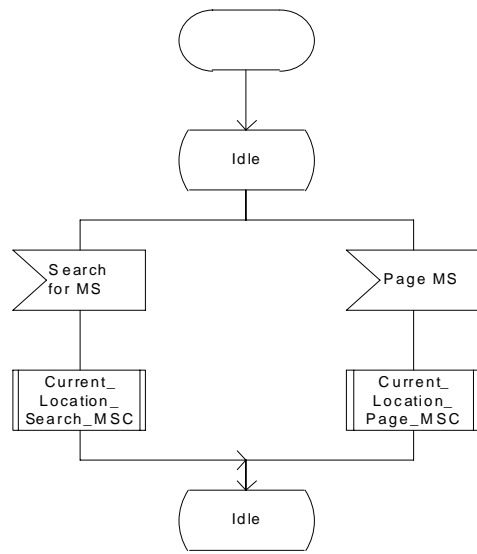 Idle
Search
for MS
Page MS
Current_
Location_
Search_MSC
Current_
Location_
Page_MSC
Idle